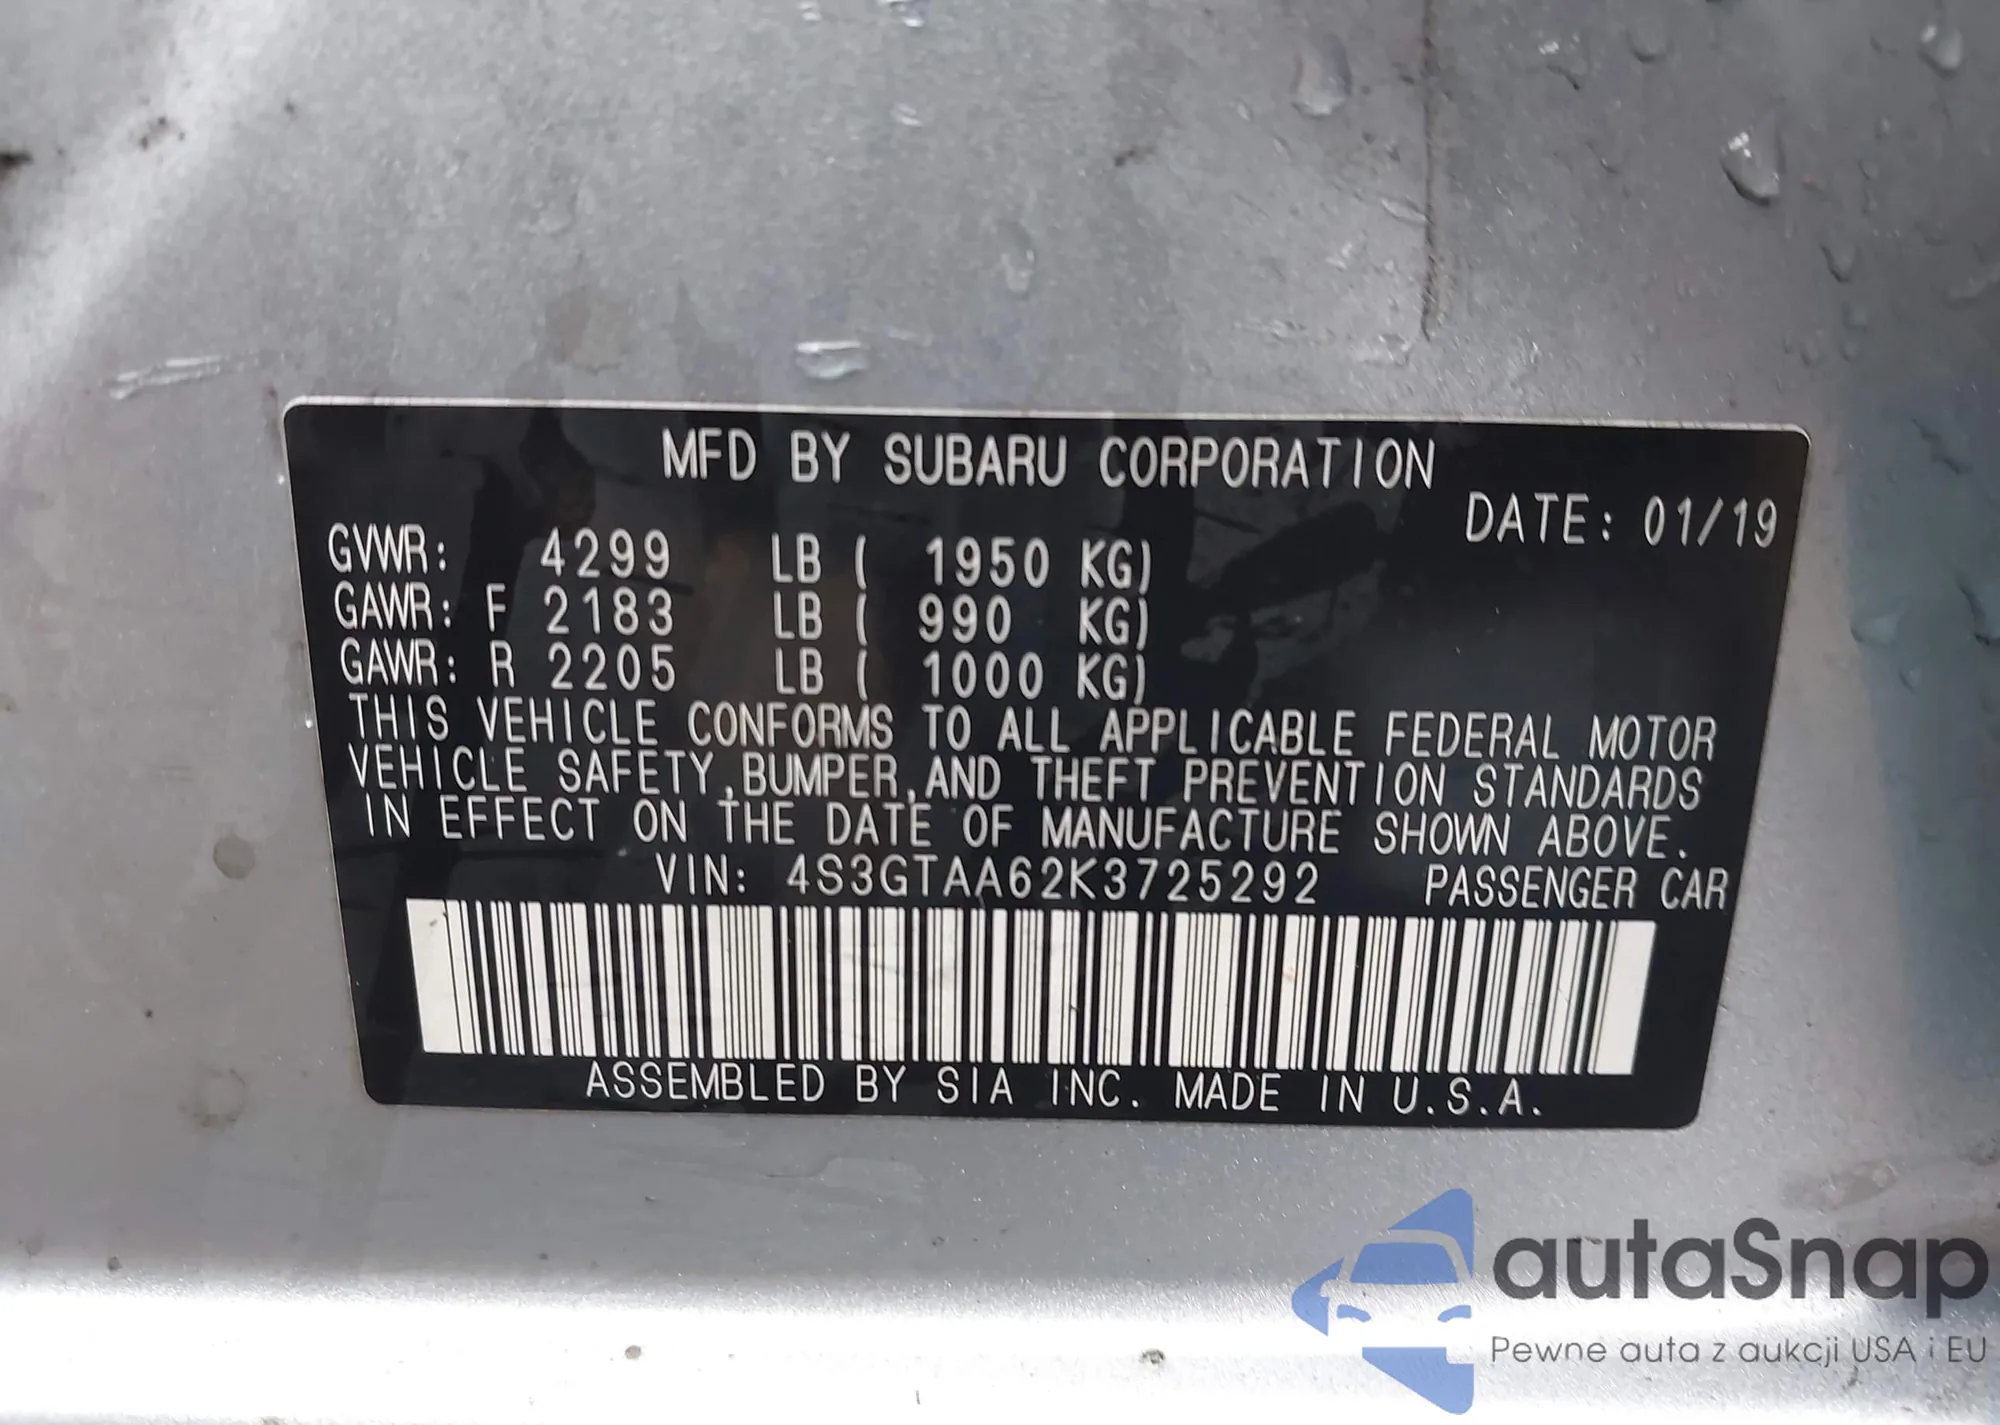 MFD BY SUBARU CORPORATION
DATE: 01/19
GVWR: 4299 LB ( 1950 KG)
GAWR: F 2183 LB ( 990 KG)
GAWR: R 2205 LB ( 1000 KG)
THIS VEHICLE CONFORMS TO ALL APPLICABLE FEDERAL MOTOR
VEHICLE SAFETY,BUMPER,AND THEFT PREVENTION STANDARDS
IN EFFECT ON THE DATE OF MANUFACTURE SHOWN ABOVE.
VIN: 4S3GTAA62K3725292 PASSENGER CAR
ASSEMBLED BY SIA INC. MADE IN U.S.A.
autaSnap
Pewne auta z aukcji USA i EU